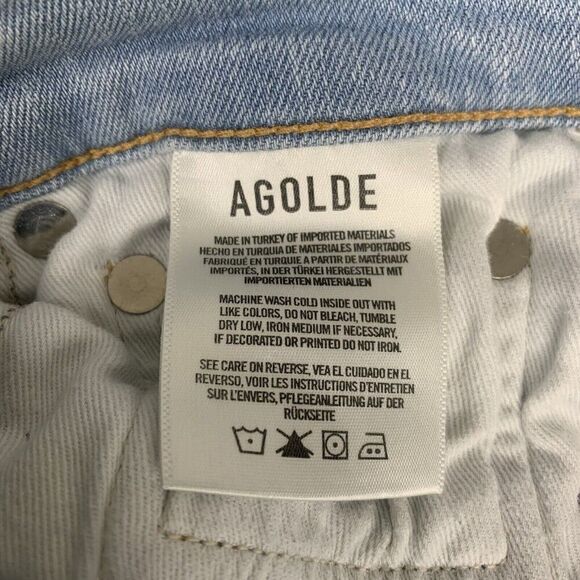 AGOLDE
MADE IN TURKEY OF IMPORTED MATERIALS
HECHO EN TURQUIA DE MATERIALES IMPORTADOS
FABRIQUÉ EN TURQUIE A PARTIR DE MATÉRIAUX
IMPORTÉS, IN DER TÜRKEI HERGESTELLT MIT
IMPORTIERTEN MATERIALIEN
MACHINE WASH COLD INSIDE OUT WITH
LIKE COLORS, DO NOT BLEACH, TUMBLE
DRY LOW, IRON MEDIUM IF NECESSARY,
IF DECORATED OR PRINTED DO NOT IRON.
SEE CARE ON REVERSE, VEA EL CUIDADO EN EL
REVERSO, VOIR LES INSTRUCTIONS D'ENTRETIEN
SUR L'ENVERS, PFLEGEANLEITUNG AUF DER
RÜCKSEITE